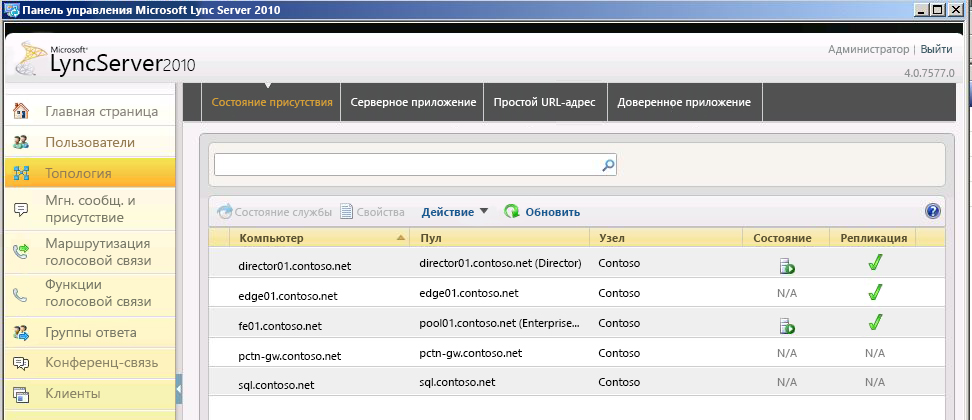 Панель управления Microsoft Lync Server 2010
Microsoft®
LyncServer2010
Администратор | Выйти
4.0.7577.0
Главная страница
Пользователи
Топология
Мгн. сообщ. и
присутствие
Маршрутизация
голосовой связи
Функции
голосовой связи
Группы ответа
Конференц-связь
Клиенты
Состояние присутствия
Серверное приложение
Простой URL-адрес
Доверенное приложение
Состояние службы Свойства Действие Обновить ?
Компьютер Пул Узел Состояние Репликация
director01.contoso.net director01.contoso.net (Director) Contoso
edge01.contoso.net edge01.contoso.net Contoso N/A
fe01.contoso.net pool01.contoso.net (Enterprise... Contoso
pctn-gw.contoso.net pctn-gw.contoso.net Contoso N/A N/A
sql.contoso.net sql.contoso.net Contoso N/A N/A